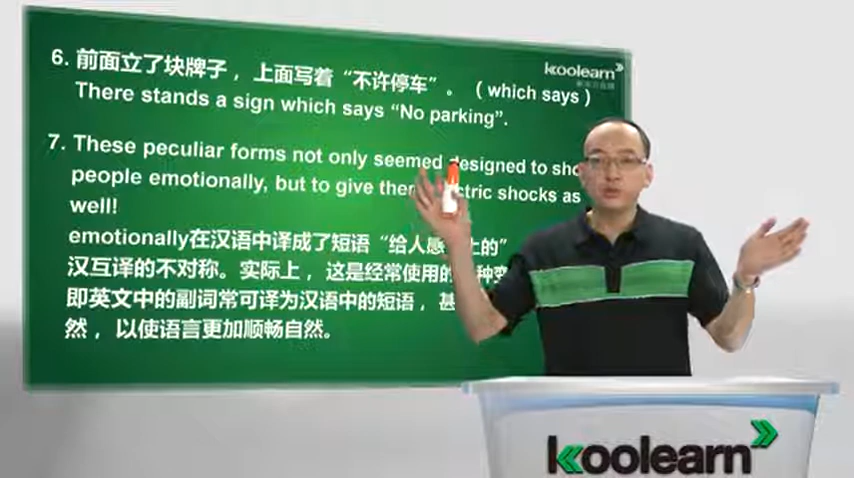 6. 前面立了块牌子，上面写着“不许停车”。（which says）
There stands a sign which says “No parking”.
koolearn
7. These peculiar forms not only seemed designed to
people emotionally, but to give shocks as
well!
emotionally在汉语中译成了短语“给人感 上的”
汉互译的不对称。实际上，这是经常使用的 种
即英文中的副词常可译为汉语中的短语，
然，以使语言更加顺畅自然。
koolearn